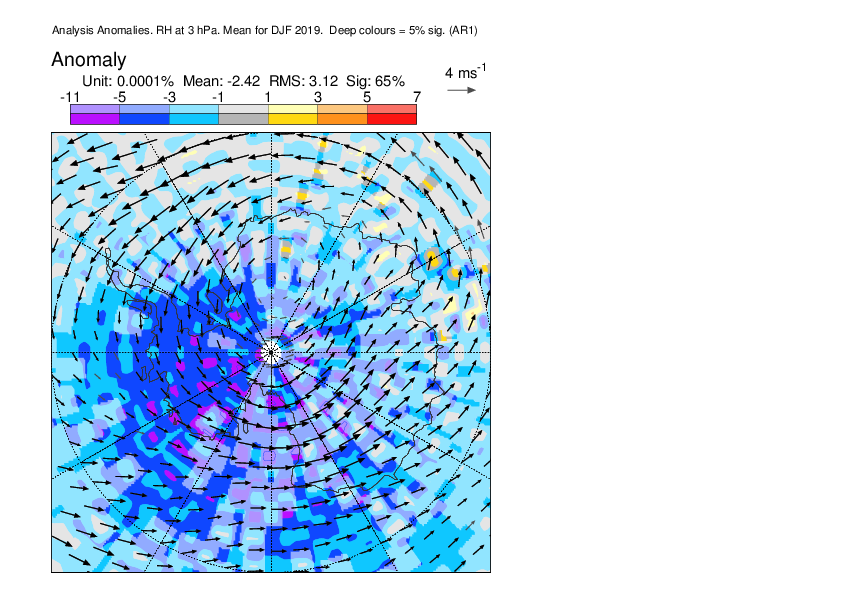 Analysis Anomalies. RH at 3 hPa. Mean for DJF 2019. Deep colours = 5% sig. (AR1)
Anomaly
Unit: 0.0001% Mean: -2.42 RMS: 3.12 Sig: 65%
4 ms-1
-11 -5 -3 -1 1 3 5 7